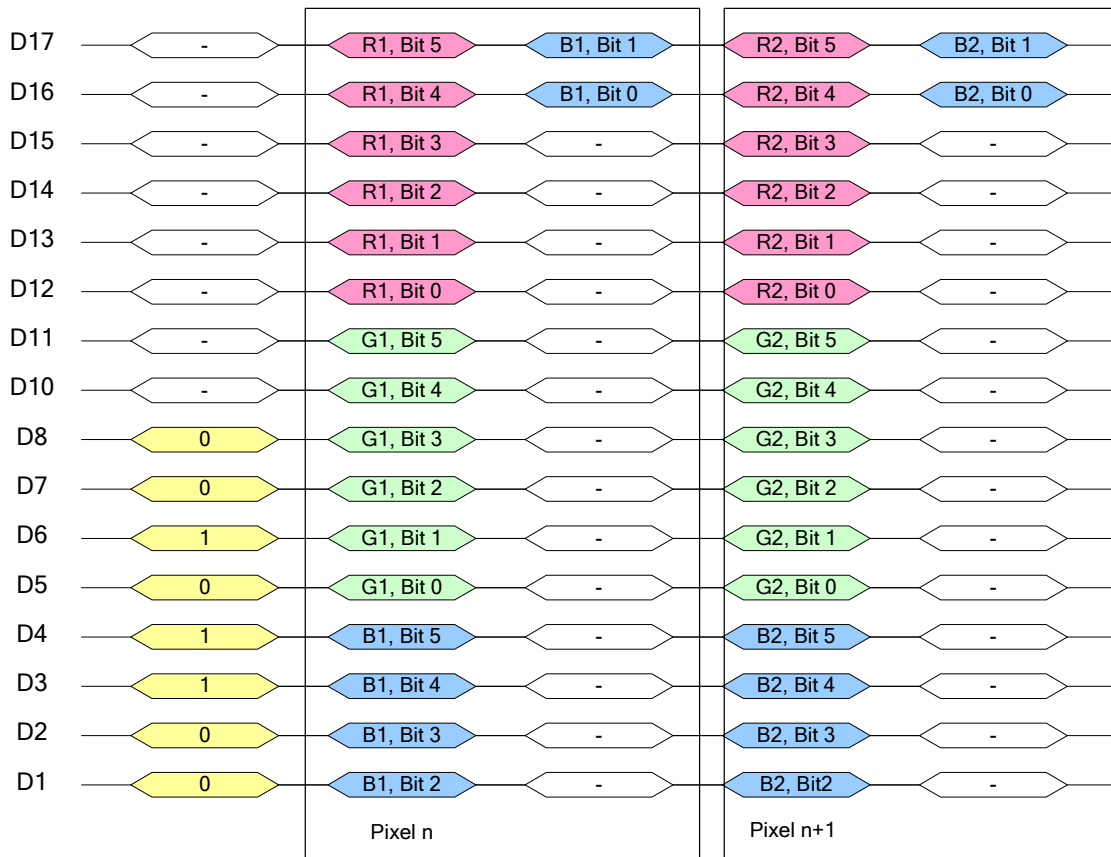 D17 - R1, Bit 5 B1, Bit 1 R2, Bit 5 B2, Bit 1
D16 - R1, Bit 4 B1, Bit 0 R2, Bit 4 B2, Bit 0
D15 - R1, Bit 3 - R2, Bit 3 -
D14 - R1, Bit 2 - R2, Bit 2 -
D13 - R1, Bit 1 - R2, Bit 1 -
D12 - R1, Bit 0 - R2, Bit 0 -
D11 - G1, Bit 5 - G2, Bit 5 -
D10 - G1, Bit 4 - G2, Bit 4 -
D8 0 G1, Bit 3 - G2, Bit 3 -
D7 0 G1, Bit 2 - G2, Bit 2 -
D6 1 G1, Bit 1 - G2, Bit 1 -
D5 0 G1, Bit 0 - G2, Bit 0 -
D4 1 B1, Bit 5 - B2, Bit 5 -
D3 1 B1, Bit 4 - B2, Bit 4 -
D2 0 B1, Bit 3 - B2, Bit 3 -
D1 0 B1, Bit 2 - B2, Bit2 -
Pixel n Pixel n+1